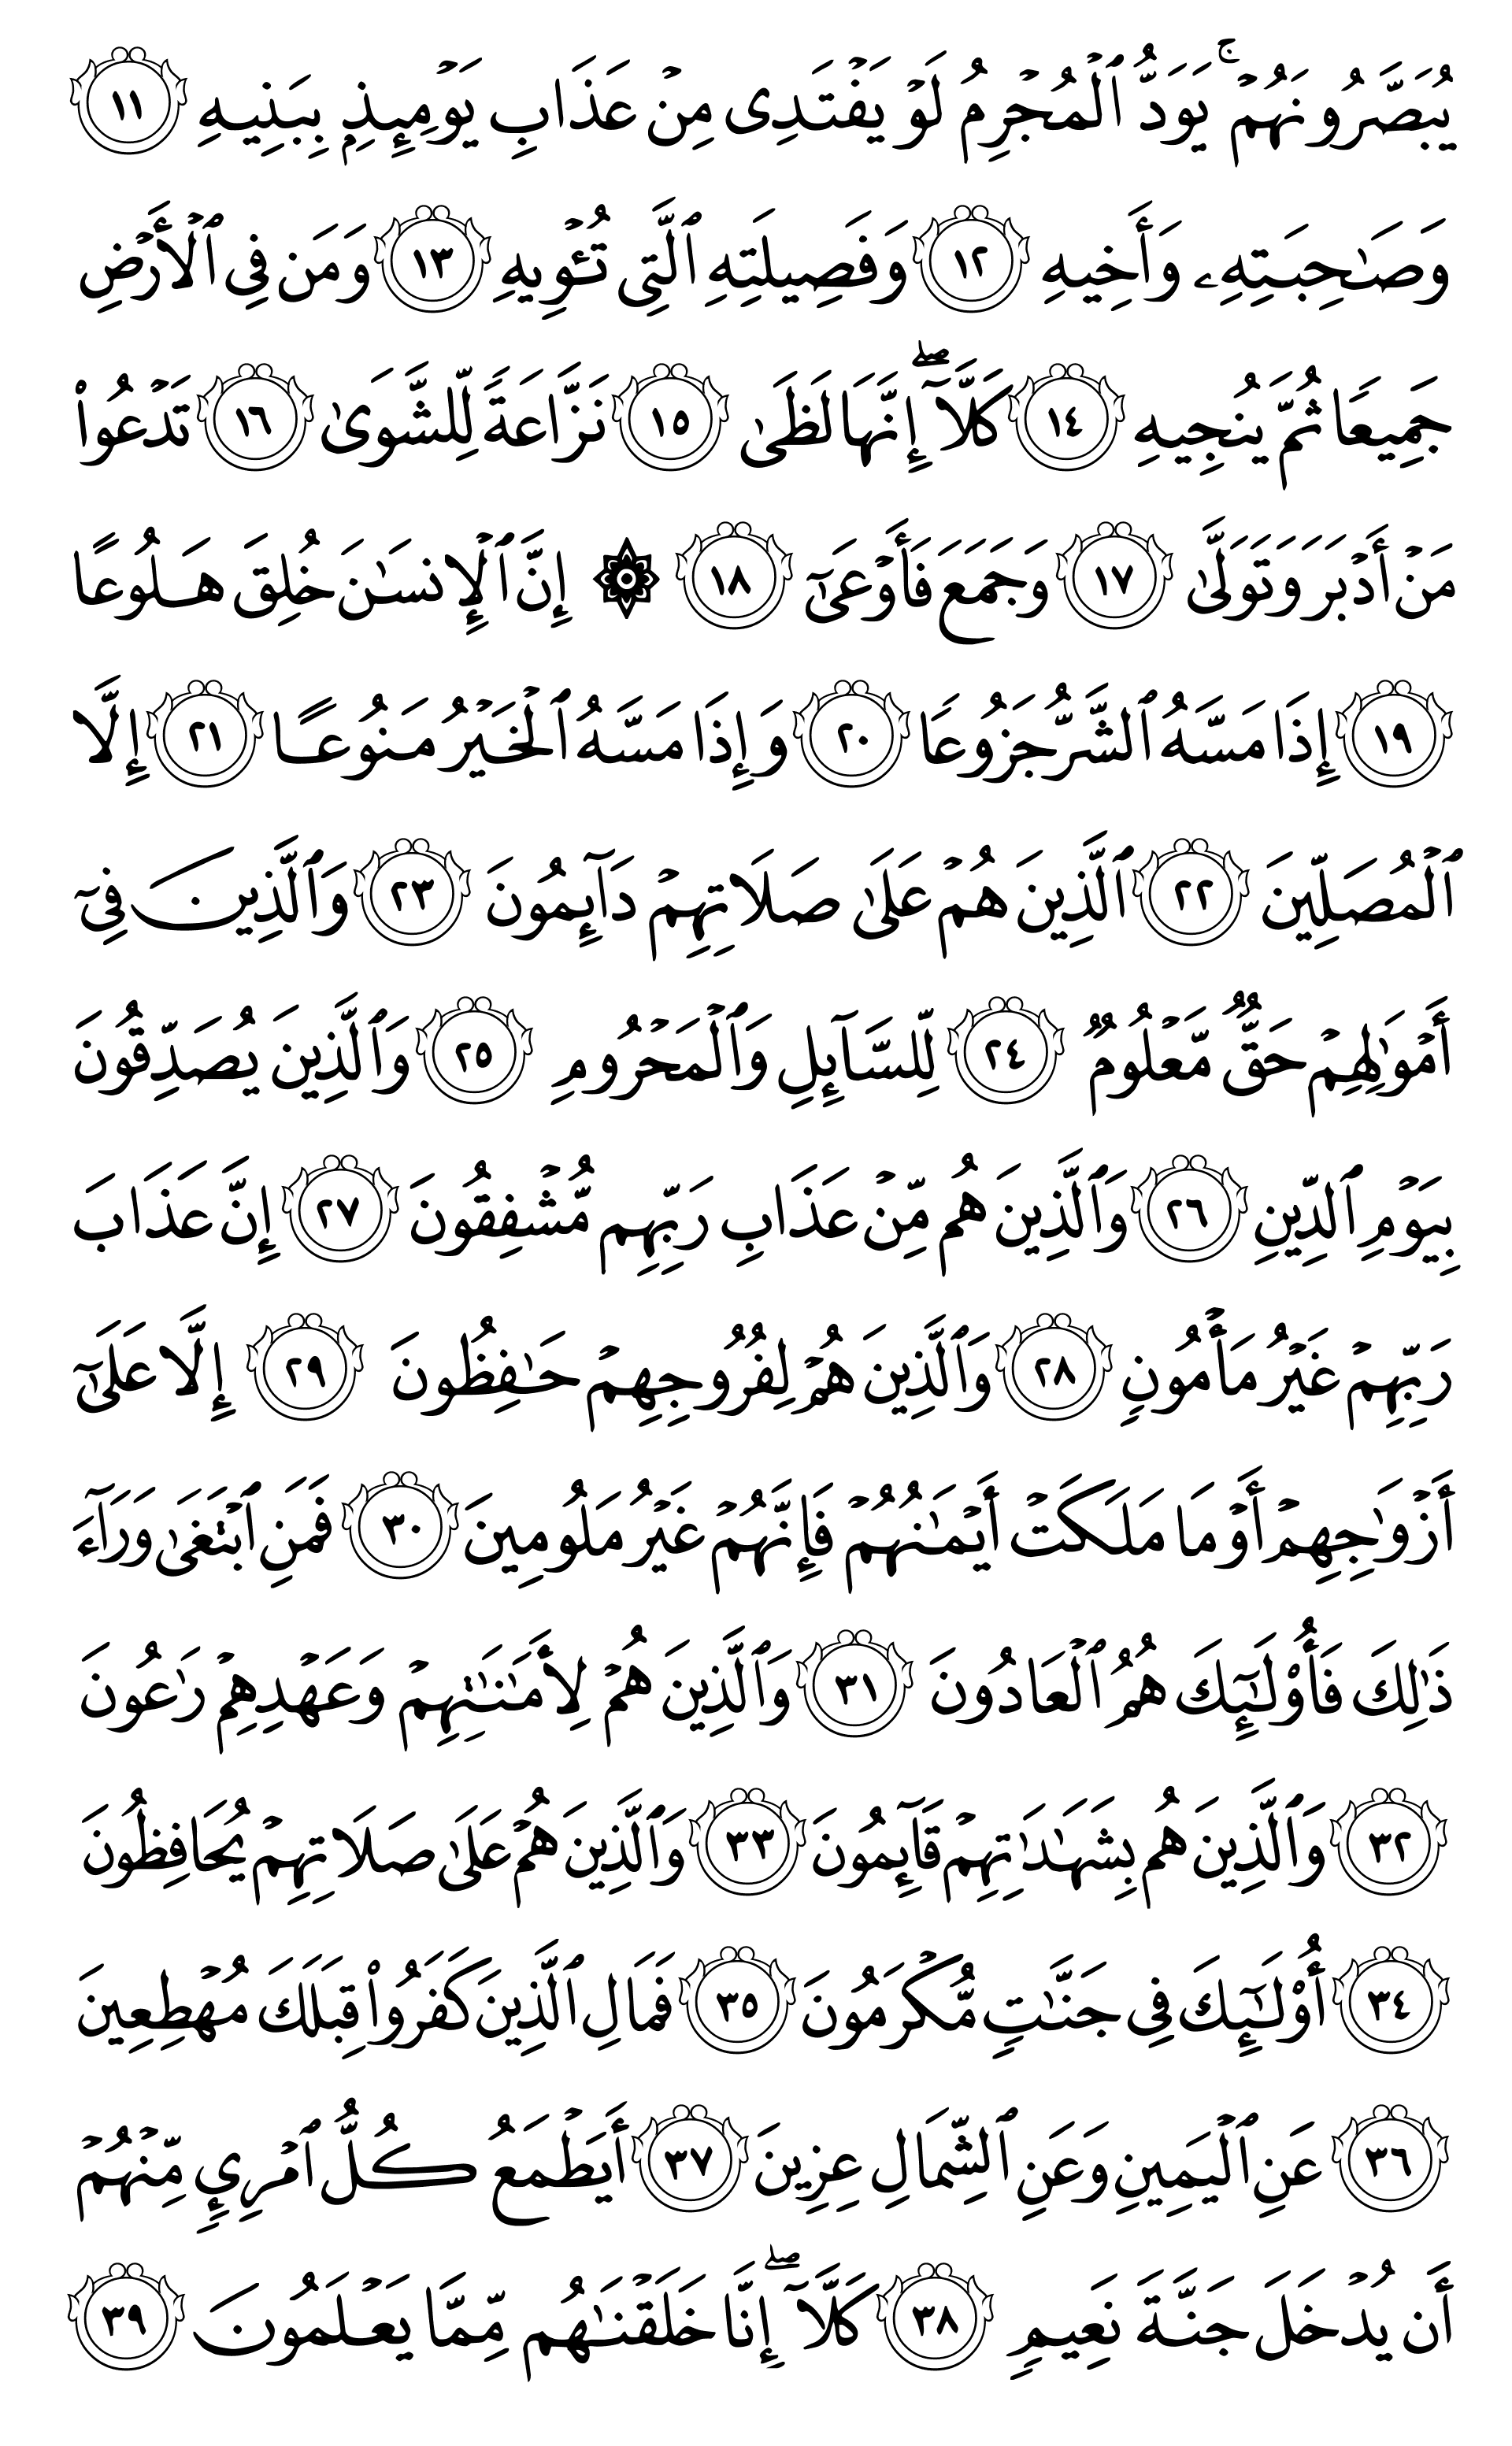 يُبَصَّرُونَهُمْۚ يَوَدُّ ٱلْمُجْرِمُ لَوْ يَفْتَدِى مِنْ عَذَابِ يَوْمِئِذِۭ بِبَنِيهِ ١١
وَصَـٰحِبَتِهِۦ وَأَخِيهِ ١٢ وَفَصِيلَتِهِ ٱلَّتِى تُـْٔوِيهِ ١٣ وَمَن فِى ٱلْأَرْضِ
جَمِيعًا ثُمَّ يُنجِيهِ ١٤ كَلَّآۖ إِنَّهَا لَظَىٰ ١٥ نَزَّاعَةً لِّلشَّوَىٰ ١٦ تَدْعُوا۟
مَنْ أَدْبَرَ وَتَوَلَّىٰ ١٧ وَجَمَعَ فَأَوْعَىٰٓ ١٨ ۞ إِنَّ ٱلْإِنسَـٰنَ خُلِقَ هَلُوعًا
١٩ إِذَا مَسَّهُ ٱلشَّرُّ جَزُوعًا ٢٠ وَإِذَا مَسَّهُ ٱلْخَيْرُ مَنُوعًا ٢١ إِلَّا
ٱلْمُصَلِّينَ ٢٢ ٱلَّذِينَ هُمْ عَلَىٰ صَلَاتِهِمْ دَآئِمُونَ ٢٣ وَٱلَّذِينَ فِىٓ
أَمْوَٰلِهِمْ حَقٌّ مَّعْلُومٌ ٢٤ لِّلسَّآئِلِ وَٱلْمَحْرُومِ ٢٥ وَٱلَّذِينَ يُصَدِّقُونَ
بِيَوْمِ ٱلدِّينِ ٢٦ وَٱلَّذِينَ هُم مِّنْ عَذَابِ رَبِّهِم مُّشْفِقُونَ ٢٧ إِنَّ عَذَابَ
رَبِّهِمْ غَيْرُ مَأْمُونٍ ٢٨ وَٱلَّذِينَ هُمْ لِفُرُوجِهِمْ حَـٰفِظُونَ ٢٩ إِلَّا عَلَىٰٓ
أَزْوَٰجِهِمْ أَوْ مَا مَلَكَتْ أَيْمَـٰنُهُمْ فَإِنَّهُمْ غَيْرُ مَلُومِينَ ٣٠ فَمَنِ ٱبْتَغَىٰ وَرَآءَ
ذَٰلِكَ فَأُو۟لَـٰٓئِكَ هُمُ ٱلْعَادُونَ ٣١ وَٱلَّذِينَ هُمْ لِأَمَـٰنَـٰتِهِمْ وَعَهْدِهِمْ رَٰعُونَ
٣٢ وَٱلَّذِينَ هُم بِشَهَـٰدَٰتِهِمْ قَآئِمُونَ ٣٣ وَٱلَّذِينَ هُمْ عَلَىٰ صَلَاتِهِمْ يُحَافِظُونَ
٣٤ أُو۟لَـٰٓئِكَ فِى جَنَّـٰتٍ مُّكْرَمُونَ ٣٥ فَمَالِ ٱلَّذِينَ كَفَرُوا۟ قِبَلَكَ مُهْطِعِينَ
٣٦ عَنِ ٱلْيَمِينِ وَعَنِ ٱلشِّمَالِ عِزِينَ ٣٧ أَيَطْمَعُ كُلُّ ٱمْرِئٍ مِّنْهُمْ
أَن يُدْخَلَ جَنَّةَ نَعِيمٍ ٣٨ كَلَّآۖ إِنَّا خَلَقْنَـٰهُم مِّمَّا يَعْلَمُونَ ٣٩